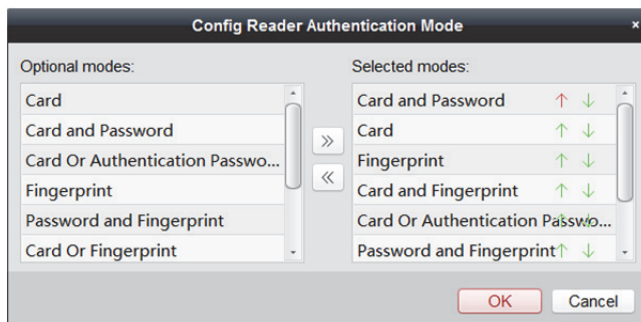 Config Reader Authentication Mode
Optional modes:
Card
Card and Password
Card Or Authentication Passwo...
Fingerprint
Password and Fingerprint
Card Or Fingerprint
Selected modes:
Card and Password
Card
Fingerprint
Card and Fingerprint
Card Or Authentication Passwo...
Password and Fingerprint
OK
Cancel